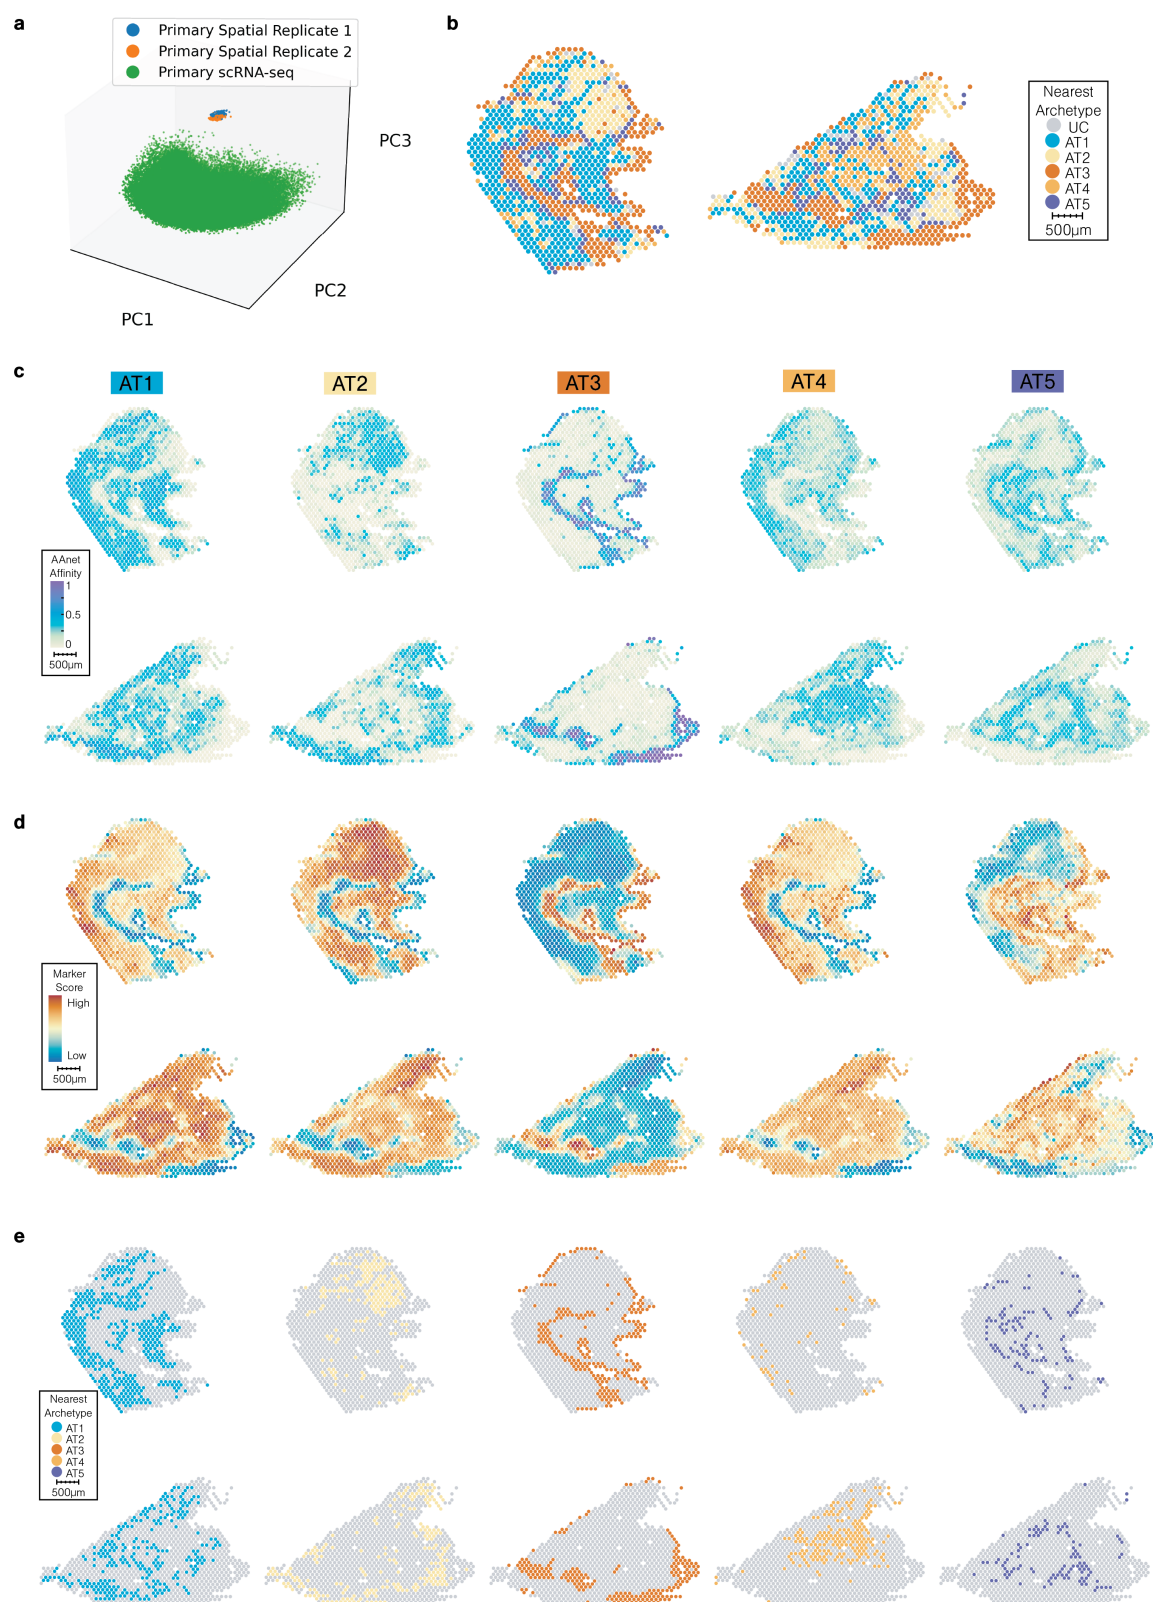 a
Primary Spatial Replicate 1
Primary Spatial Replicate 2
Primary scRNA-seq
PC3
PC2
PC1
b
Nearest
Archetype
UC
AT1
AT2
AT3
AT4
AT5
500μm
c
AT1
AT2
AT3
AT4
AT5
AAnet
Affinity
1
0.5
0
500μm
d
Marker
Score
High
Low
500μm
e
Nearest
Archetype
AT1
AT2
AT3
AT4
AT5
500μm